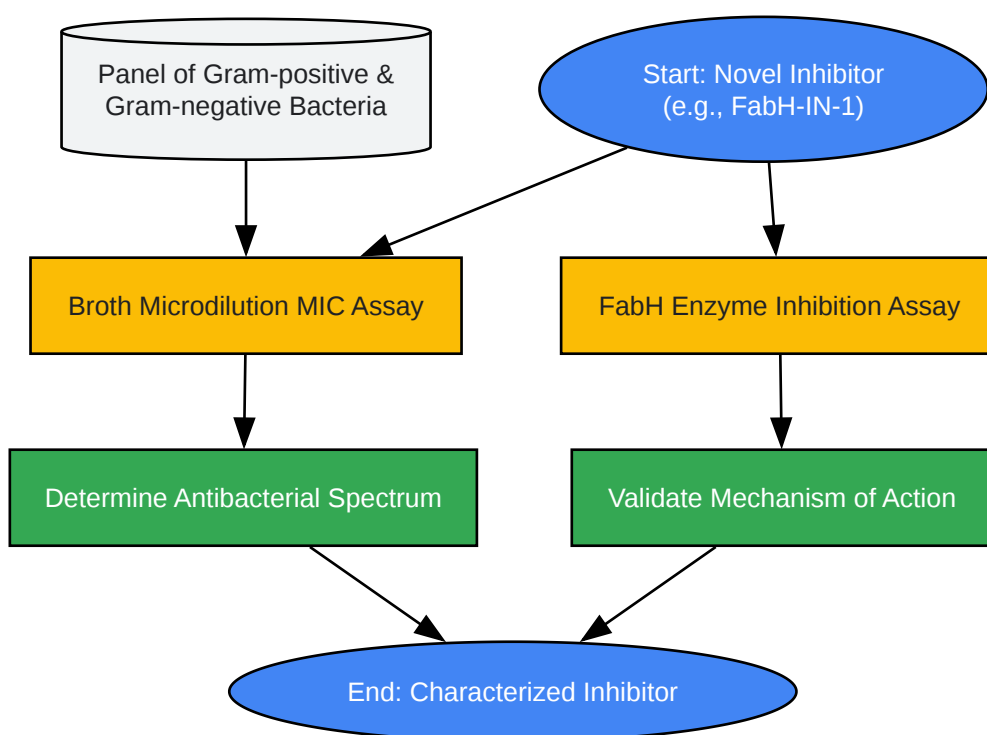 Panel of Gram-positive &
Gram-negative Bacteria
Start: Novel Inhibitor
(e.g., FabH-IN-1)
Broth Microdilution MIC Assay
FabH Enzyme Inhibition Assay
Determine Antibacterial Spectrum
Validate Mechanism of Action
End: Characterized Inhibitor